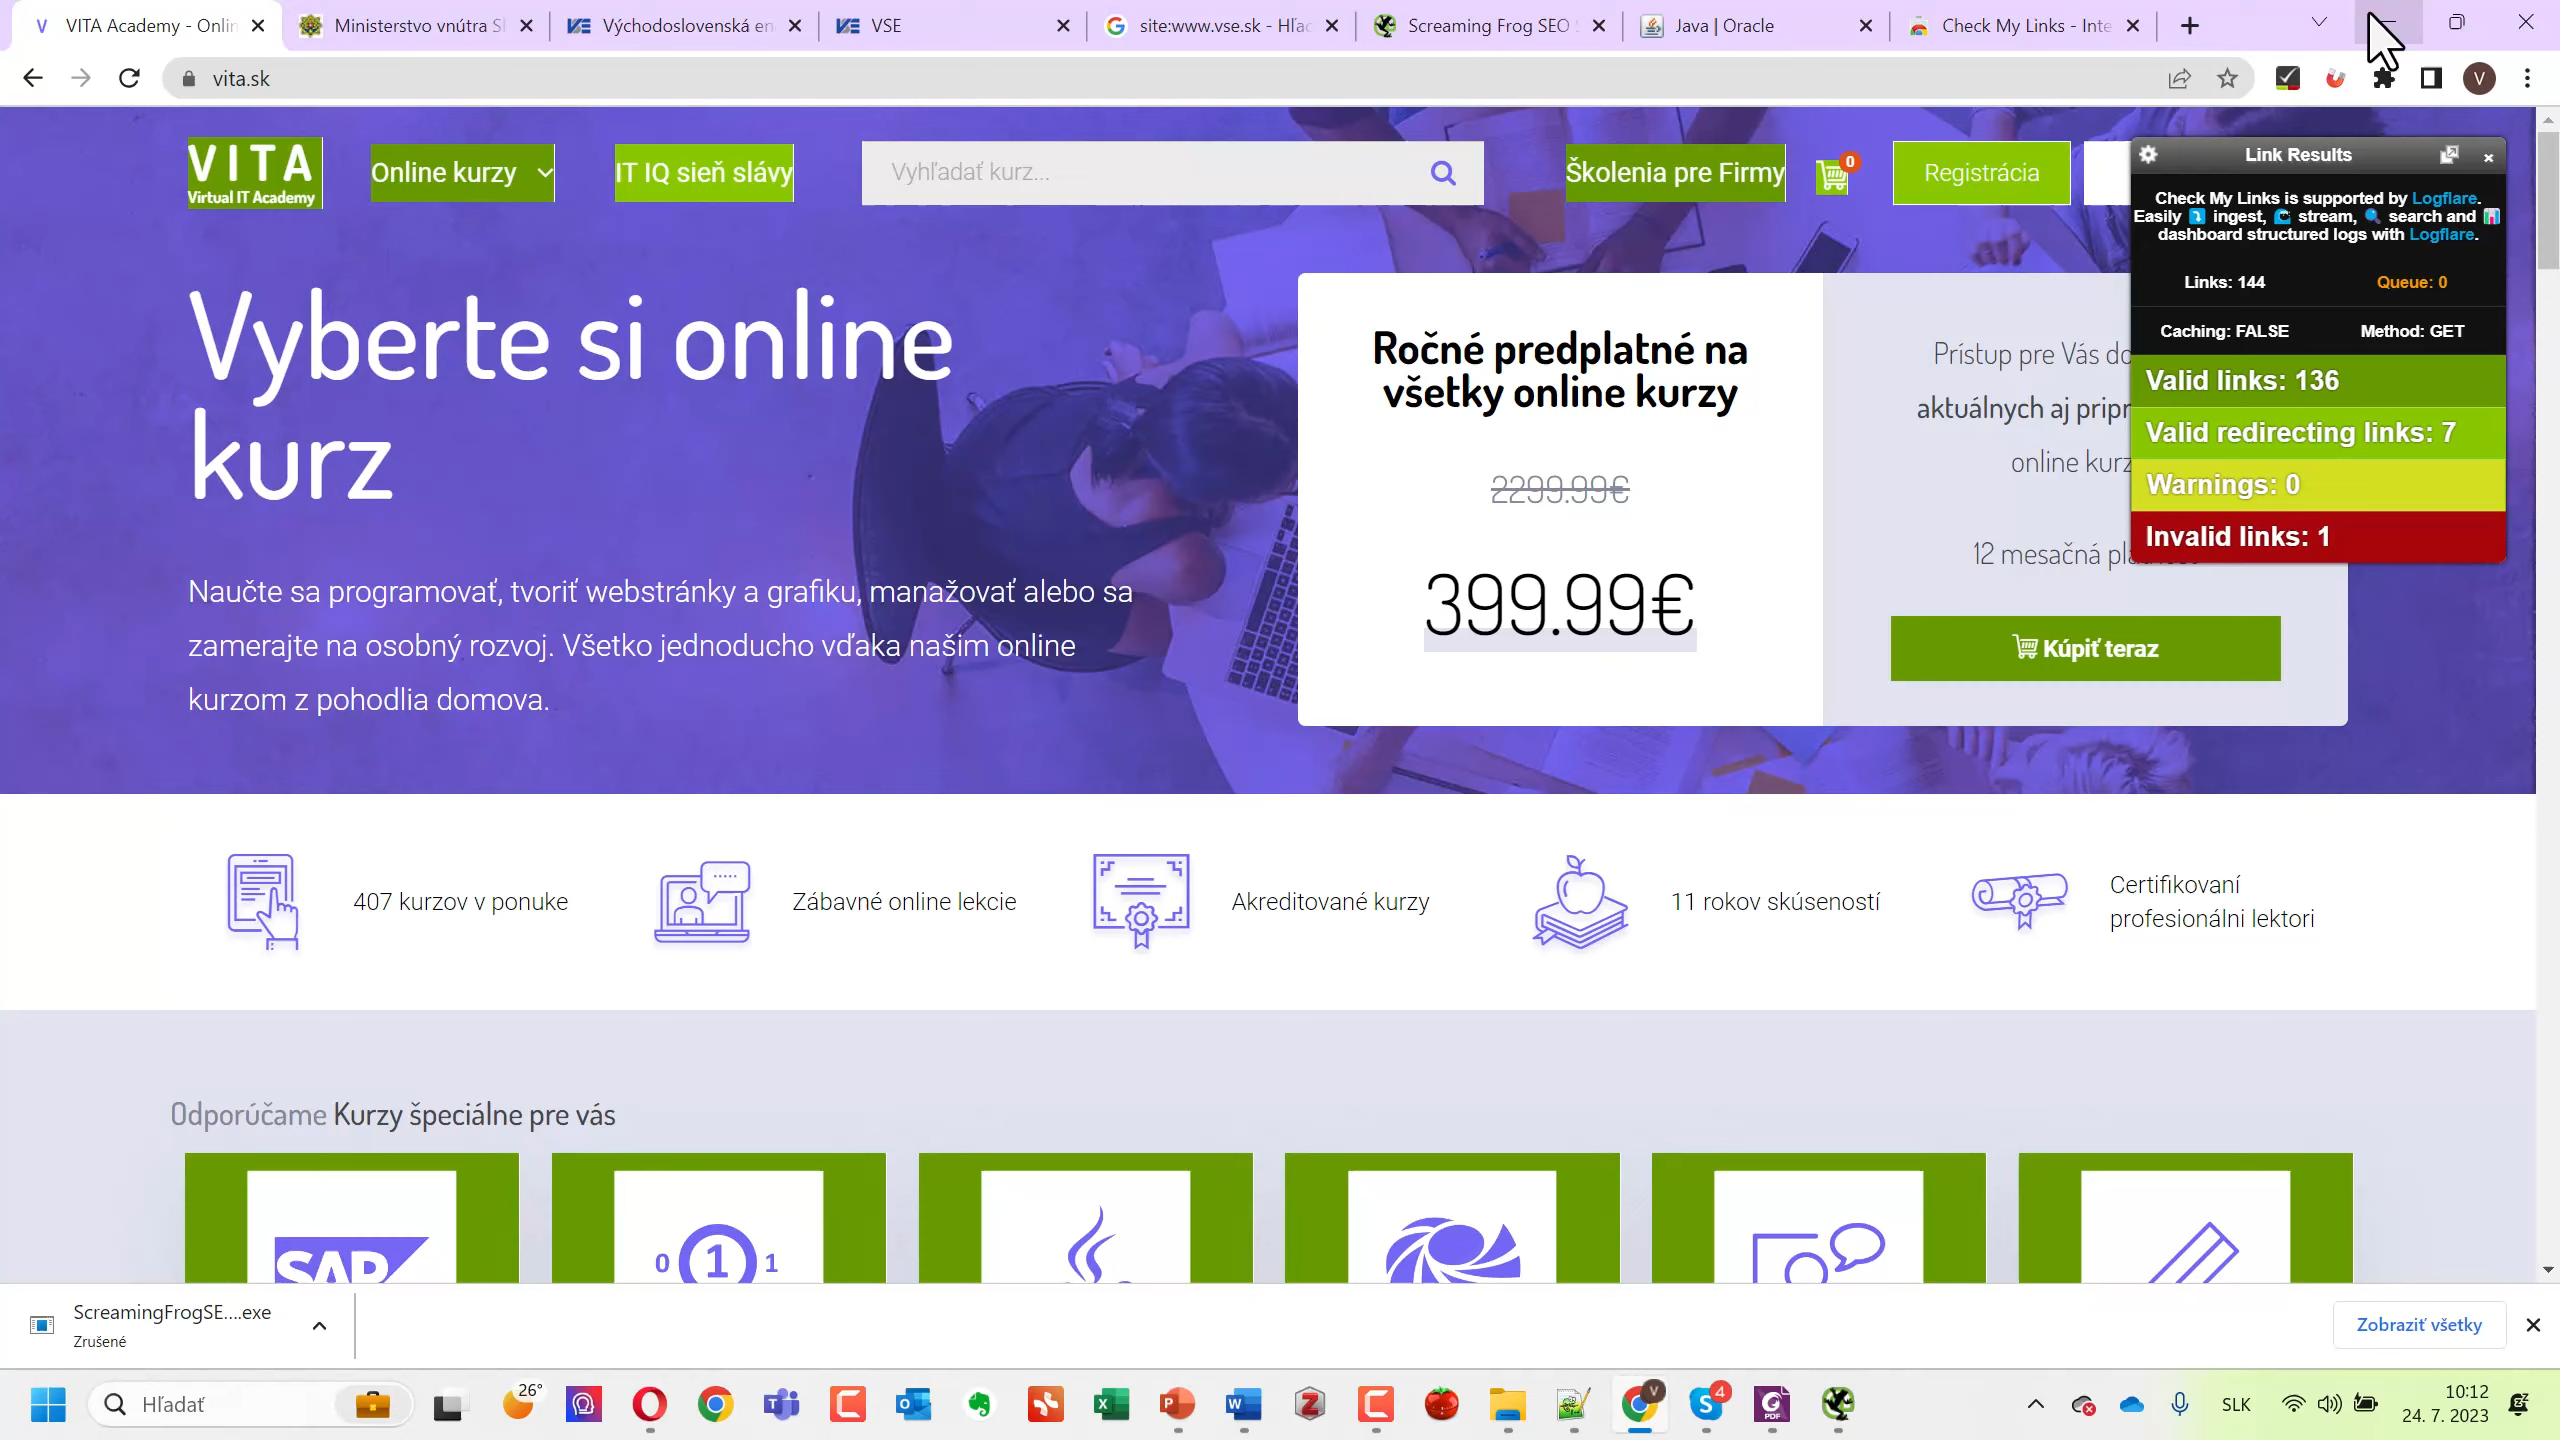 VITA Academy - Onlin
Ministerstvo vnútra Sl
Východoslovenská en
VSE
site:www.vse.sk - Hľad
Screaming Frog SEO
Java | Oracle
Check My Links - Inte
vita.sk
V
VITA
Virtual IT Academy
Online kurzy
IT IQ sieň slávy
Vyhľadať kurz...
Školenia pre Firmy
0
Registrácia
Link Results
Check My Links is supported by Logflare.
Easily ingest, stream, search and
dashboard structured logs with Logflare.
Links: 144
Queue: 0
Caching: FALSE
Method: GET
Valid links: 136
Valid redirecting links: 7
Warnings: 0
Invalid links: 1
Vyberte si online
kurz
Naučte sa programovať, tvoriť webstránky a grafiku, manažovať alebo sa
zamerajte na osobný rozvoj. Všetko jednoducho vďaka našim online
kurzom z pohodlia domova.
Ročné predplatné na
všetky online kurzy
2299.99€
399.99€
Prístup pre Vás do
aktuálnych aj pripr
online kurz
12 mesačná pl
Kúpiť teraz
407 kurzov v ponuke
Zábavné online lekcie
Akreditované kurzy
11 rokov skúseností
Certifikovaní
profesionálni lektori
Odporúčame Kurzy špeciálne pre vás
SAP
0 1 1
ScreamingFrogSE....exe
Zrušené
Zobraziť všetky
Hľadať
26°
V
4
PDF
SLK
10:12
24. 7. 2023